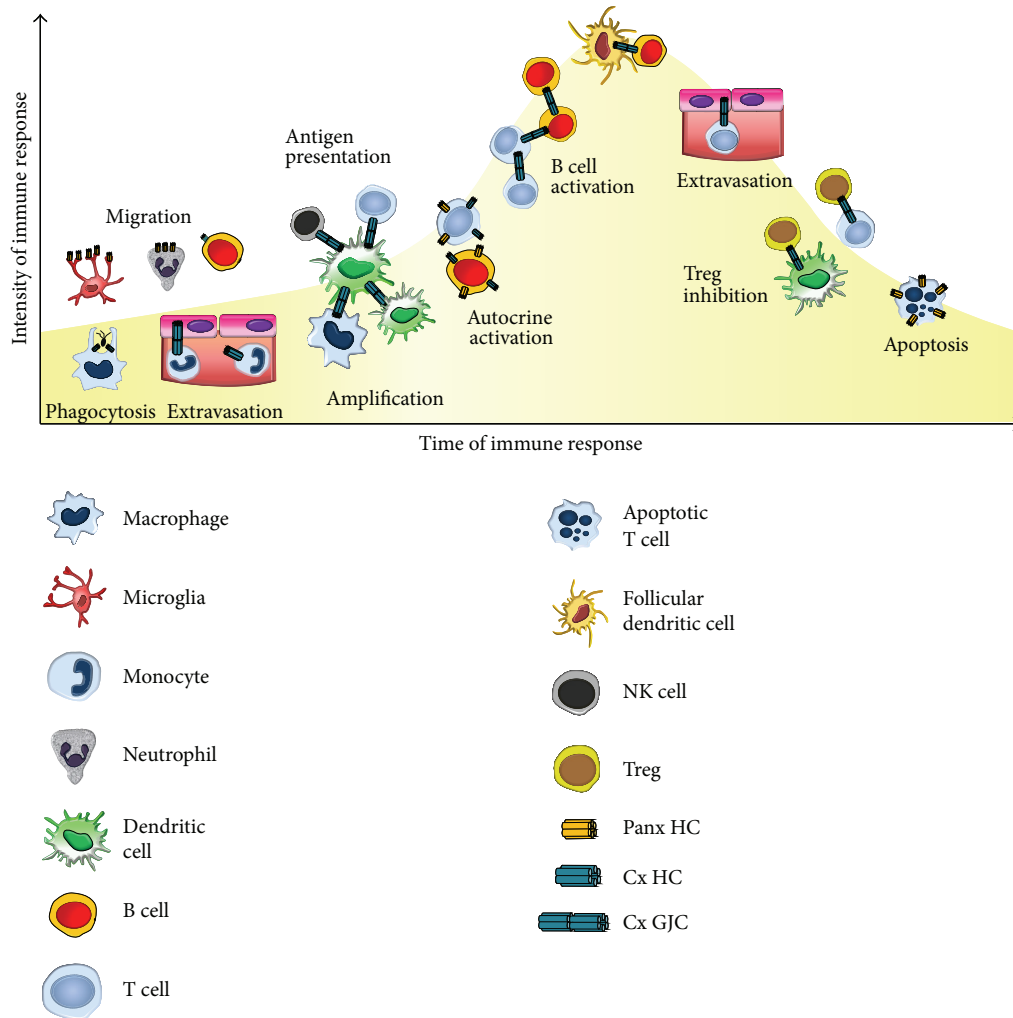 Intensity of immune response
Antigen
presentation
Migration
B cell
activation
Extravasation
Treg
inhibition
Autocrine
activation
Apoptosis
Phagocytosis
Extravasation
Amplification
Time of immune response
Macrophage
Microglia
Monocyte
Neutrophil
Dendritic
cell
B cell
T cell
Apoptotic
T cell
Follicular
dendritic cell
NK cell
Treg
Panx HC
Cx HC
Cx GJC